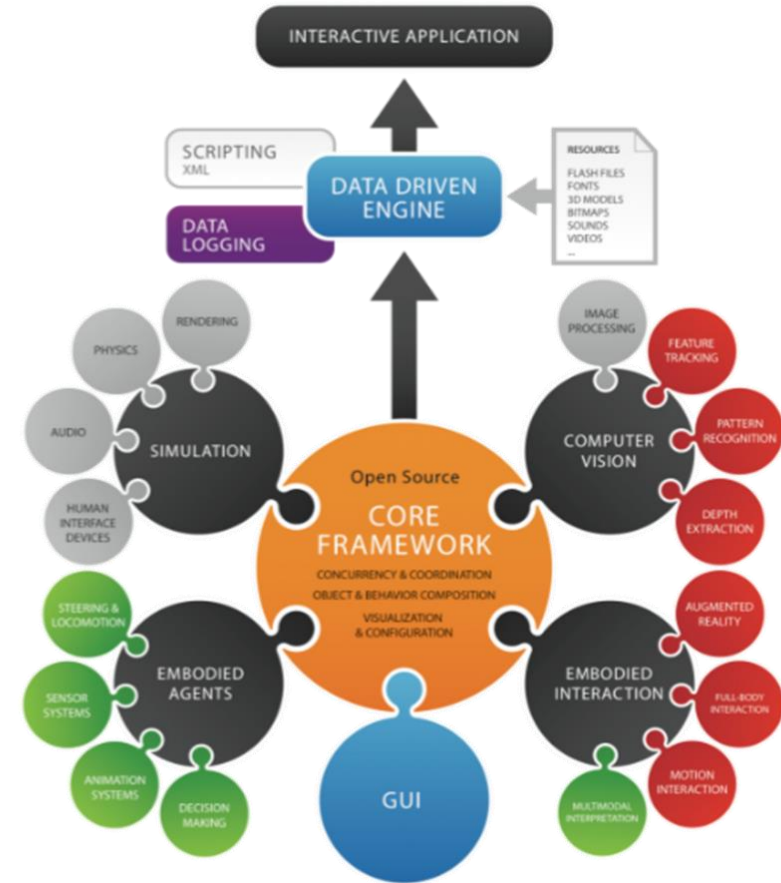 INTERACTIVE APPLICATION
SCRIPTING
XML
DATA DRIVEN
ENGINE
DATA
LOGGING
RESOURCES
FLASH FILES
FONTS
3D MODELS
BITMAPS
SOUNDS
VIDEOS
...
RENDERING
PHYSICS
AUDIO
HUMAN
INTERFACE
DEVICES
SIMULATION
IMAGE
PROCESSING
FEATURE
TRACKING
PATTERN
RECOGNITION
DEPTH
EXTRACTION
COMPUTER
VISION
Open Source
CORE
FRAMEWORK
CONCURRENCY & COORDINATION
OBJECT & BEHAVIOR COMPOSITION
VISUALIZATION
& CONFIGURATION
STEERING &
LOCOMOTION
SENSOR
SYSTEMS
ANIMATION
SYSTEMS
DECISION
MAKING
EMBODIED
AGENTS
GUI
EMBODIED
INTERACTION
AUGMENTED
REALITY
FULL-BODY
INTERACTION
MOTION
INTERACTION
MULTIMODAL
INTERPRETATION